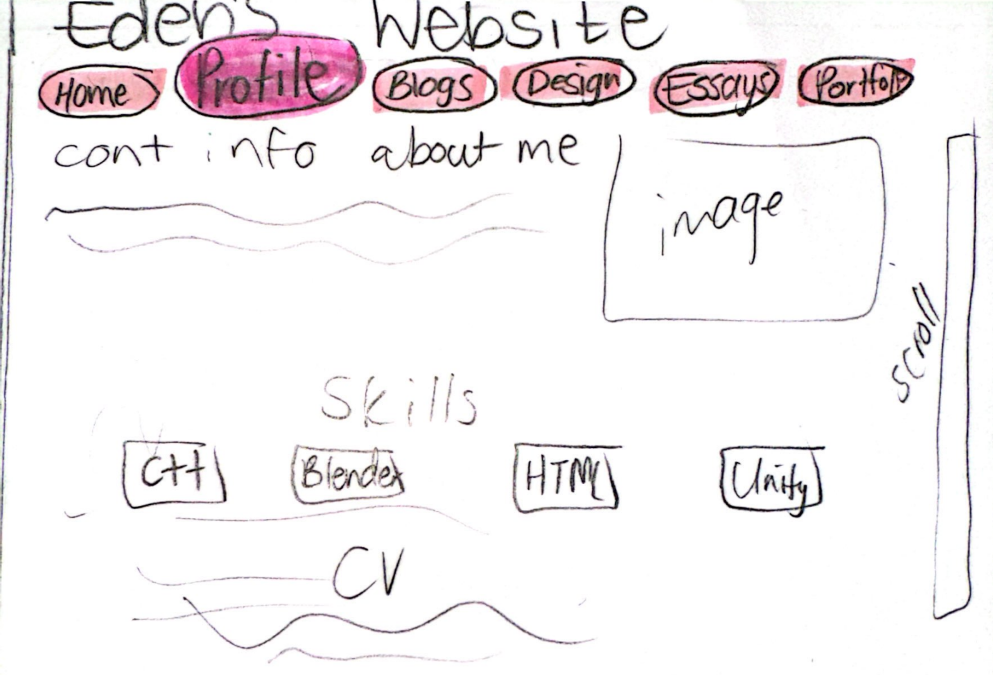 Eden's Website
Home Profile Blogs Design Essays Portfolio
cont info about me
image
scroll
Skills
C++ Blender HTML Unity
CV